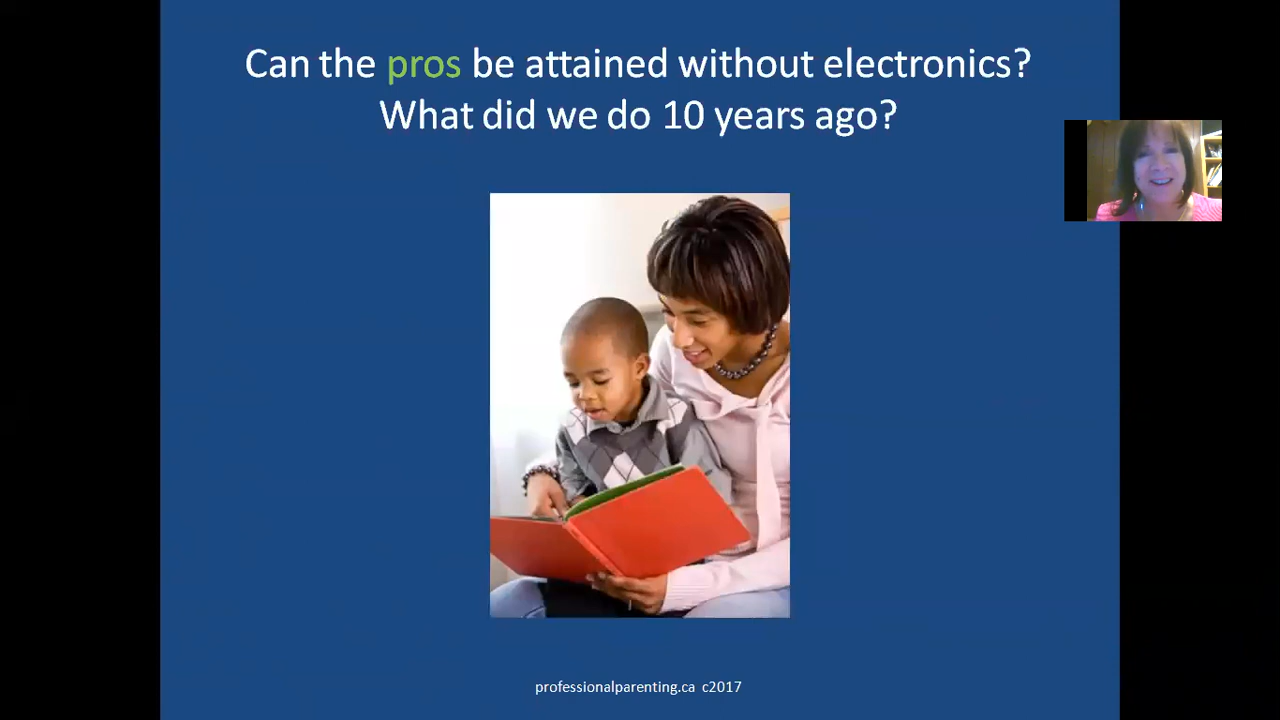 Can the pros be attained without electronics?
What did we do 10 years ago?
professionalparenting.ca c2017